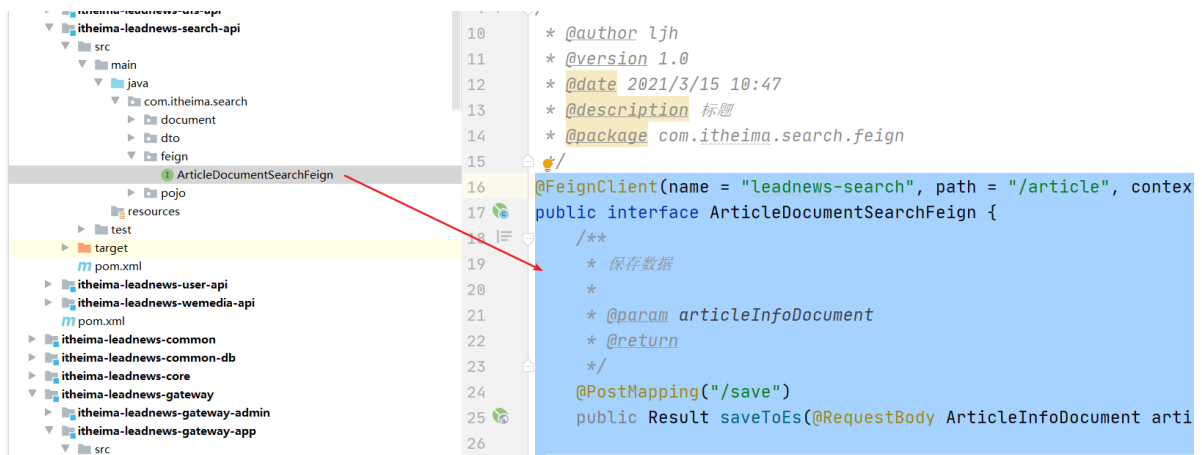 itheima-leadnews-search-api
src
main
java
com.itheima.search
document
dto
feign
ArticleDocumentSearchFeign
pojo
resources
test
target
pom.xml
itheima-leadnews-user-api
itheima-leadnews-wemedia-api
pom.xml
itheima-leadnews-common
itheima-leadnews-common-db
itheima-leadnews-core
itheima-leadnews-gateway
itheima-leadnews-gateway-admin
itheima-leadnews-gateway-app
src
10 * @author ljh
11 * @version 1.0
12 * @date 2021/3/15 10:47
13 * @description 标题
14 * @package com.itheima.search.feign
15 */
16 @FeignClient(name = "leadnews-search", path = "/article", context
17 public interface ArticleDocumentSearchFeign {
18 /**
19 * 保存数据
20 *
21 * @param articleInfoDocument
22 * @return
23 */
24 @PostMapping("/save")
25 public Result saveToEs(@RequestBody ArticleInfoDocument arti
26